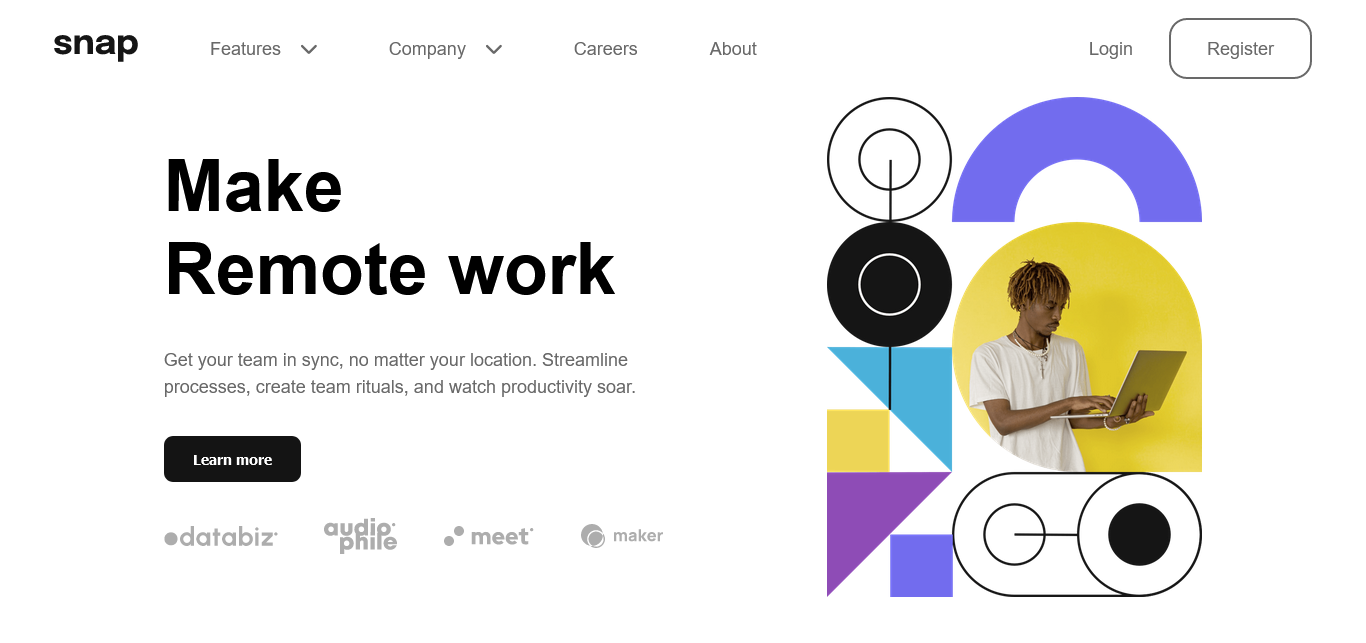 snap
Features
Company
Careers
About
Login
Register
Make
Remote work
Get your team in sync, no matter your location. Streamline
processes, create team rituals, and watch productivity soar.
Learn more
databiz
audio
phile
meet
maker